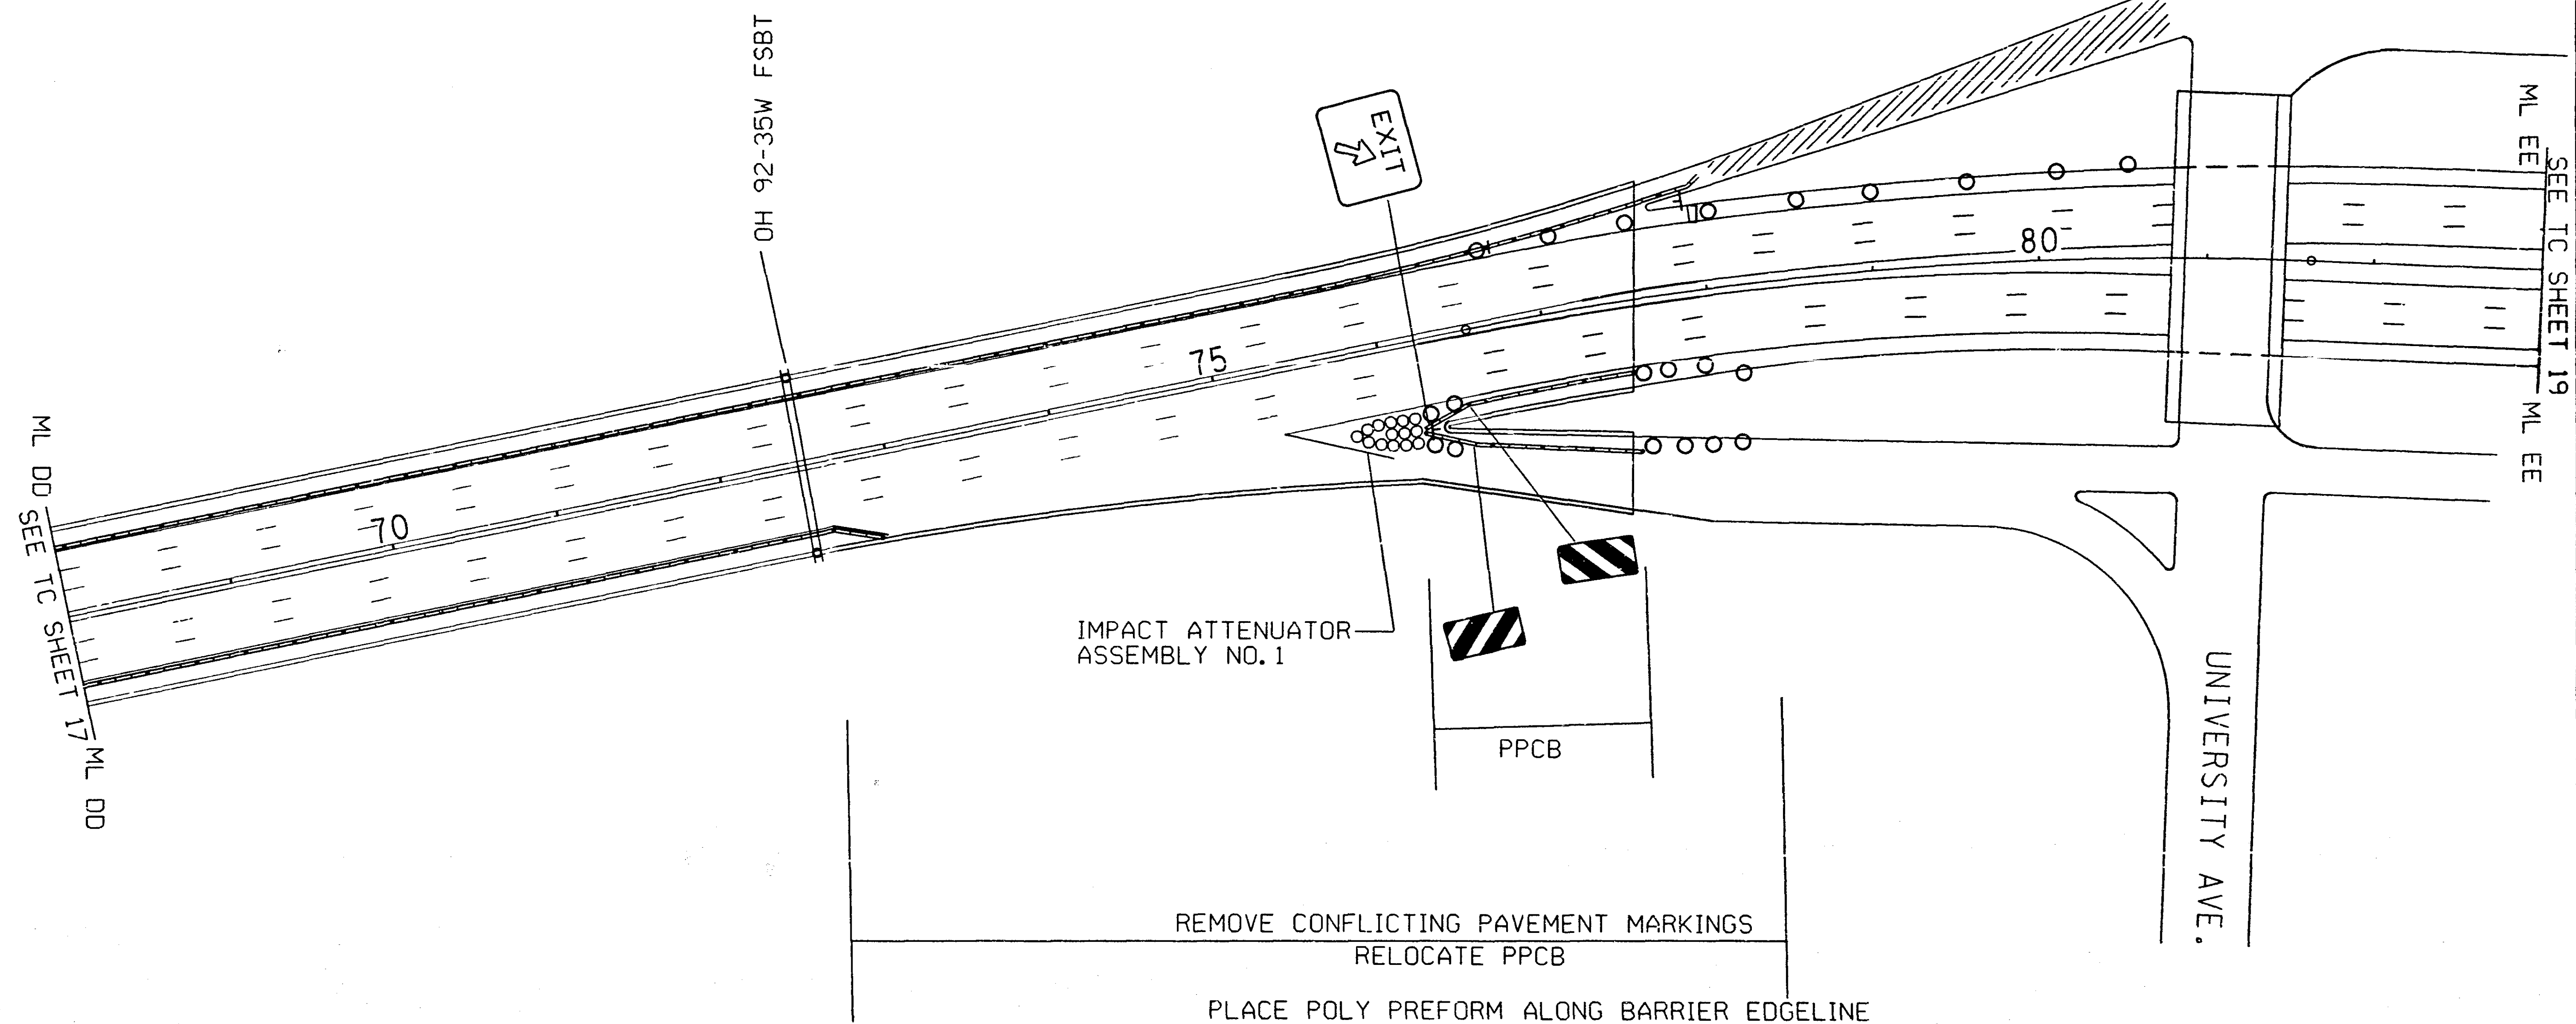 OH 92-35W FSBT
EXIT
ML EE
SEE TC SHEET 19
ML EE
80
75
70
ML DD
SEE TC SHEET 17
ML DD
IMPACT ATTENUATOR
ASSEMBLY NO.1
PPCB
UNIVERSITY AVE.
REMOVE CONFLICTING PAVEMENT MARKINGS
RELOCATE PPCB
PLACE POLY PREFORM ALONG BARRIER EDGELINE